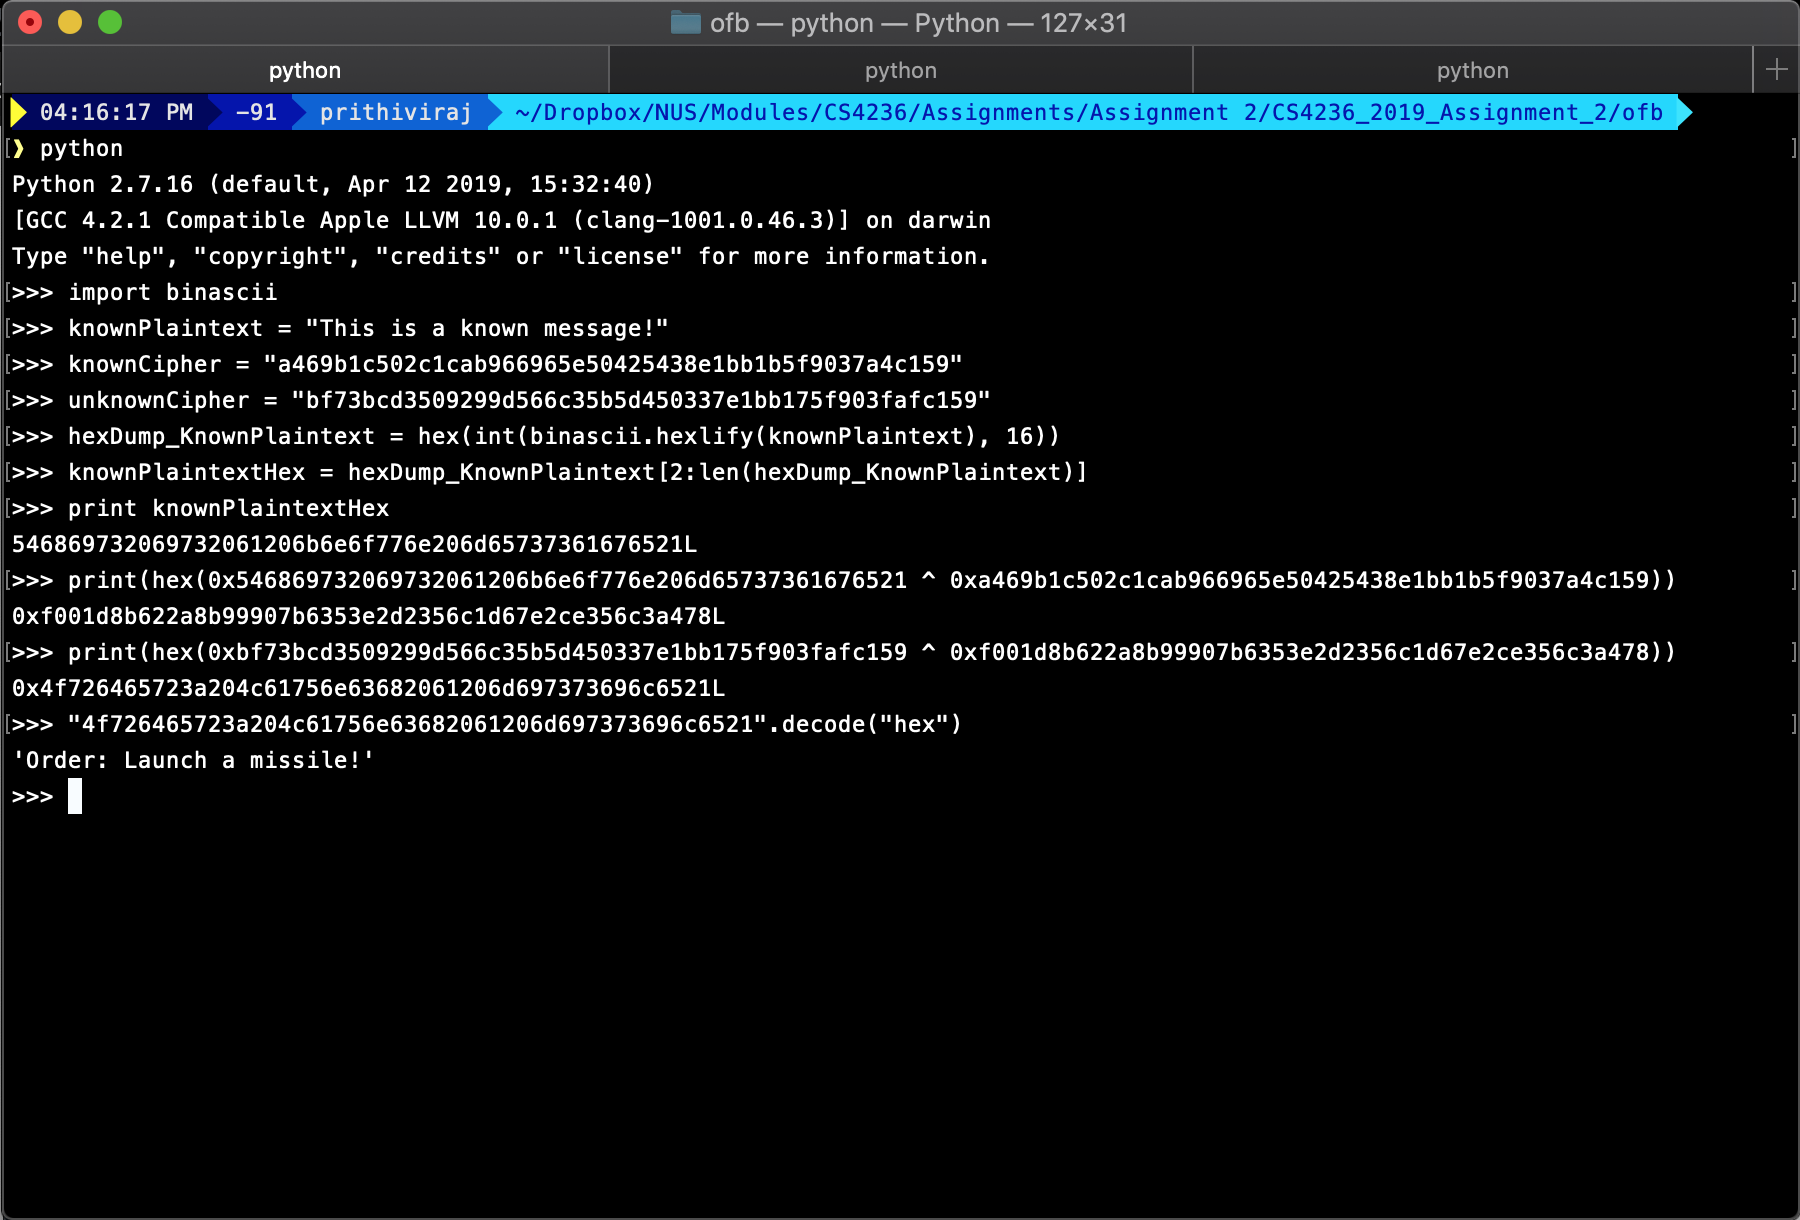 ofb — python — Python — 127×31
python python python
04:16:17 PM -91 prithiviraj ~/Dropbox/NUS/Modules/CS4236/Assignments/Assignment 2/CS4236_2019_Assignment_2/ofb
[❯ python ]
Python 2.7.16 (default, Apr 12 2019, 15:32:40)
[GCC 4.2.1 Compatible Apple LLVM 10.0.1 (clang-1001.0.46.3)] on darwin
Type "help", "copyright", "credits" or "license" for more information.
[>>> import binascii ]
[>>> knownPlaintext = "This is a known message!" ]
[>>> knownCipher = "a469b1c502c1cab966965e50425438e1bb1b5f9037a4c159" ]
[>>> unknownCipher = "bf73bcd3509299d566c35b5d450337e1bb175f903fafc159" ]
[>>> hexDump_KnownPlaintext = hex(int(binascii.hexlify(knownPlaintext), 16)) ]
[>>> knownPlaintextHex = hexDump_KnownPlaintext[2:len(hexDump_KnownPlaintext)] ]
[>>> print knownPlaintextHex ]
546869732069732061206b6e6f776e206d65737361676521L
[>>> print(hex(0x546869732069732061206b6e6f776e206d65737361676521 ^ 0xa469b1c502c1cab966965e50425438e1bb1b5f9037a4c159)) ]
0xf001d8b622a8b99907b6353e2d2356c1d67e2ce356c3a478L
[>>> print(hex(0xbf73bcd3509299d566c35b5d450337e1bb175f903fafc159 ^ 0xf001d8b622a8b99907b6353e2d2356c1d67e2ce356c3a478)) ]
0x4f726465723a204c61756e63682061206d697373696c6521L
[>>> "4f726465723a204c61756e63682061206d697373696c6521".decode("hex") ]
'Order: Launch a missile!'
>>>